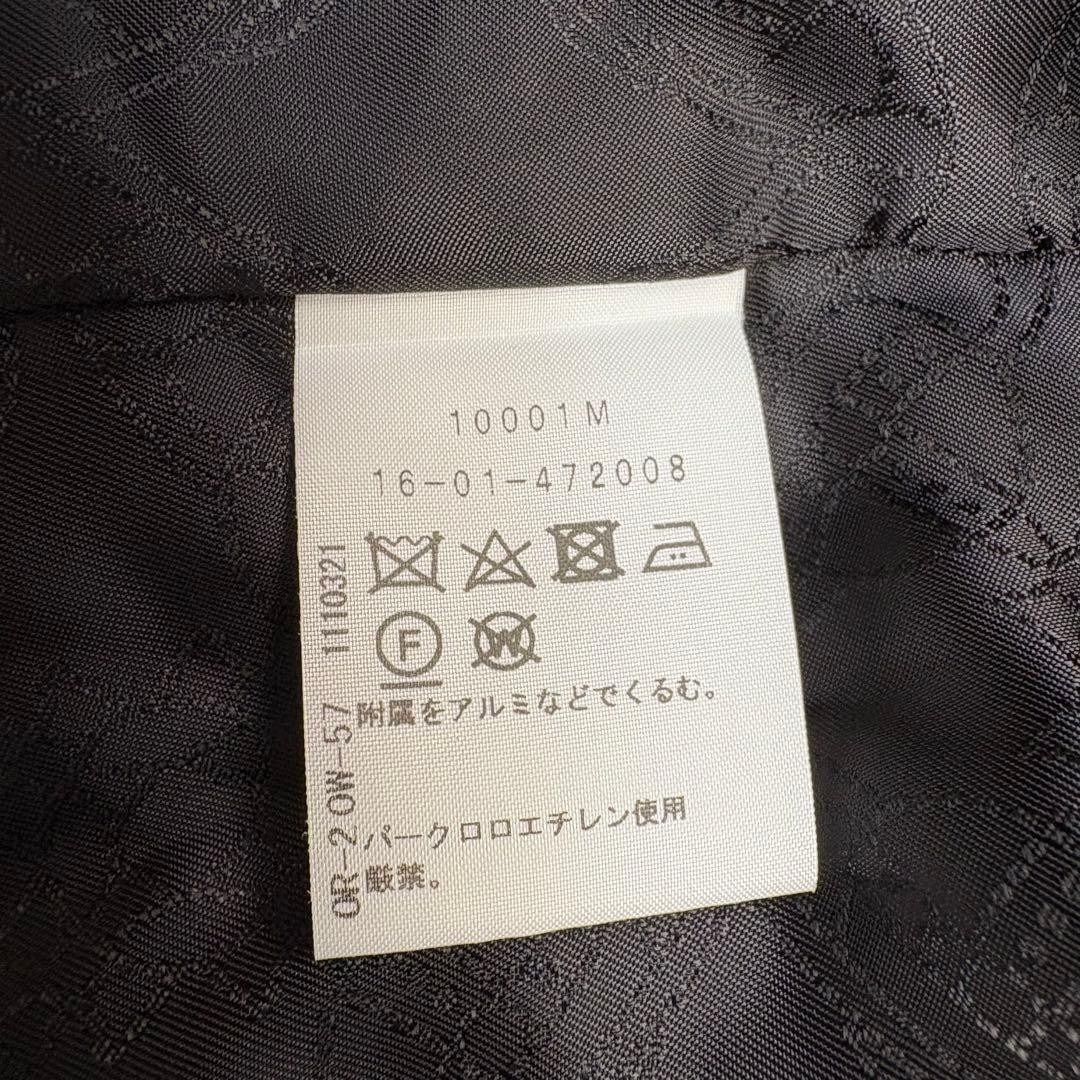 10001M
16-01-472008
F
W
附属をアルミなどでくるむ。
パークロロエチレン使用
厳禁。
OR-2 OW-57 1110321